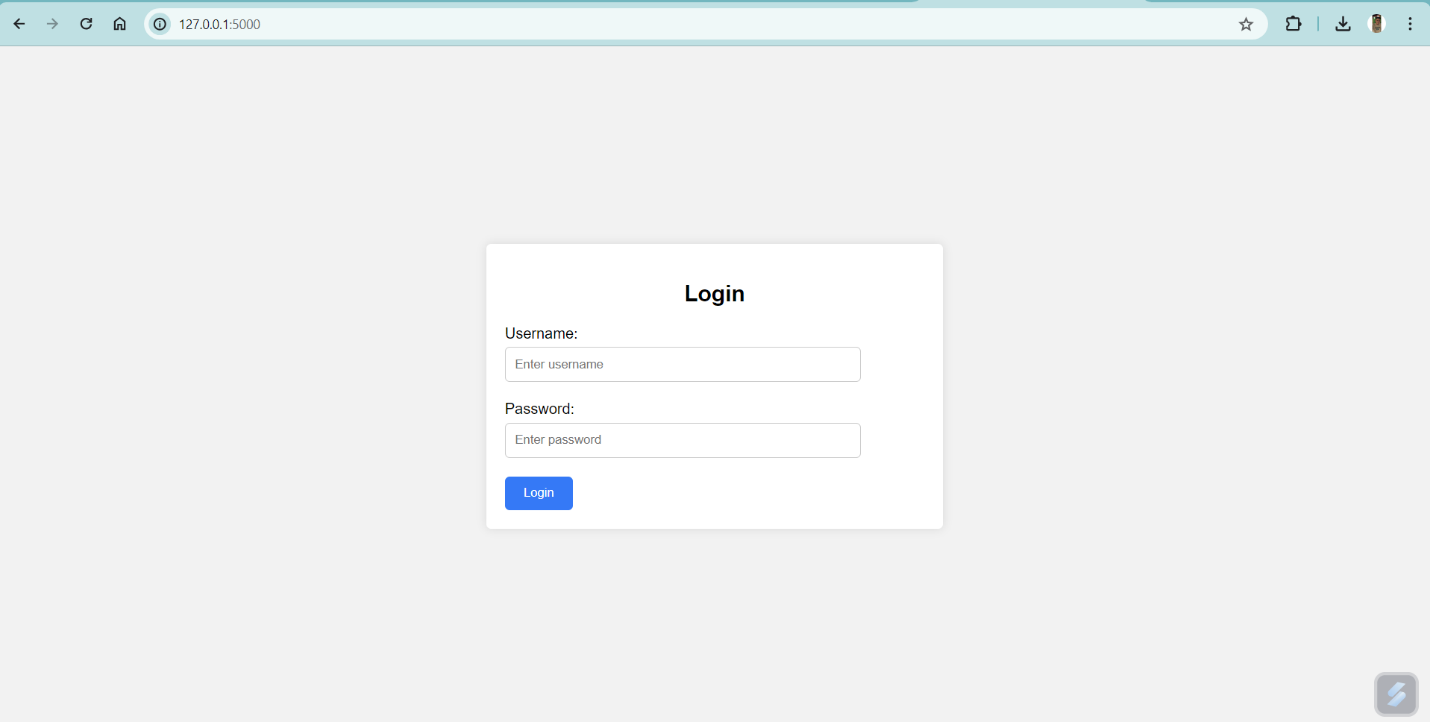 127.0.0.1:5000
Login
Username:
Enter username
Password:
Enter password
Login